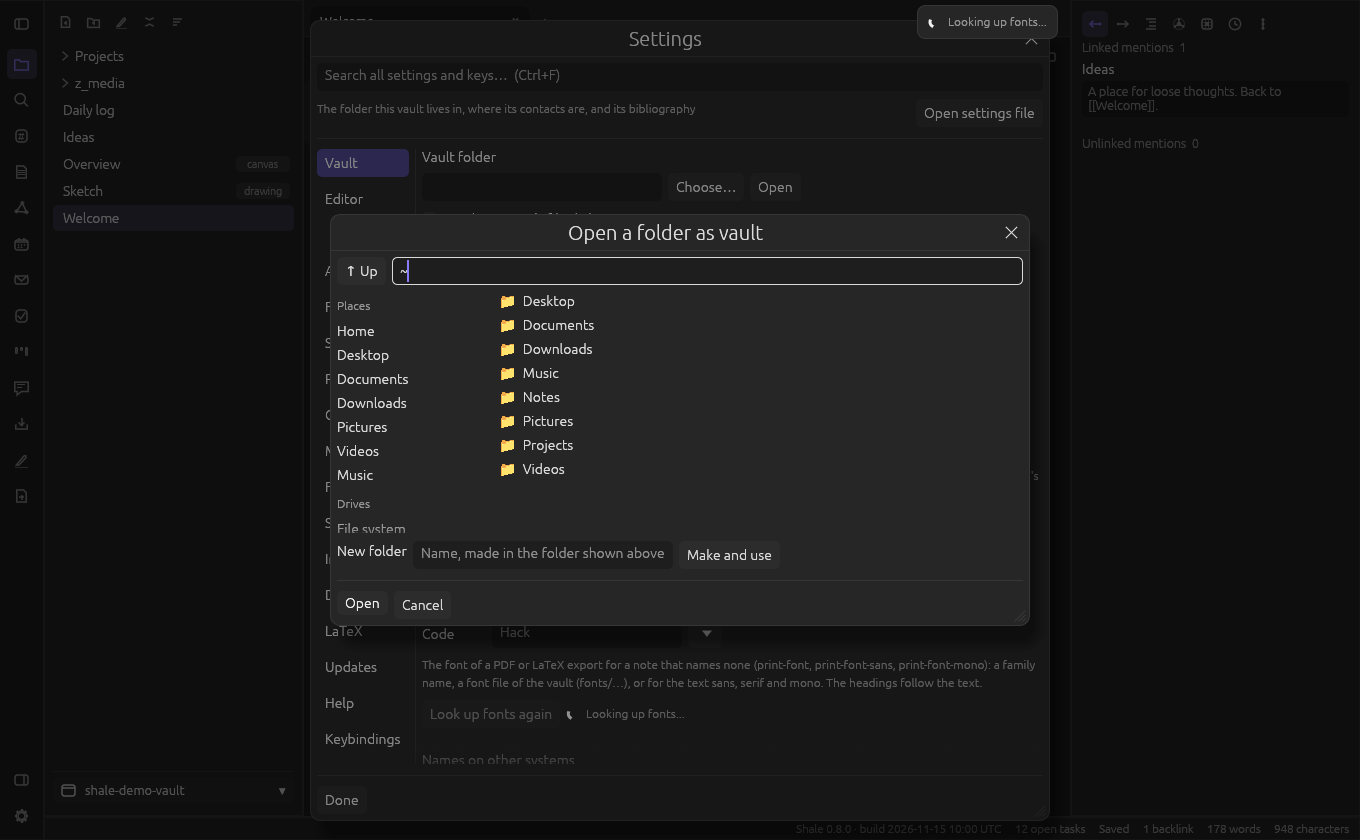 Looking up fonts...
Settings
Search all settings and keys... (Ctrl+F)
The folder this vault lives in, where its contacts are, and its bibliography
Open settings file
Projects
z_media
Daily log
Ideas
Overview
canvas
Sketch
drawing
Welcome
shale-demo-vault
Vault
Editor
LaTeX
Updates
Help
Keybindings
Vault folder
Choose...
Open
Open a folder as vault
↑ Up
~
Places
Home
Desktop
Documents
Downloads
Pictures
Videos
Music
Drives
File system
Desktop
Documents
Downloads
Music
Notes
Pictures
Projects
Videos
New folder
Name, made in the folder shown above
Make and use
Open
Cancel
Code
Hack
The font of a PDF or LaTeX export for a note that names none (print-font, print-font-sans, print-font-mono): a family
name, a font file of the vault (fonts/...), or for the text sans, serif and mono. The headings follow the text.
Look up fonts again
Looking up fonts...
Names on other systems
Done
Linked mentions 1
Ideas
A place for loose thoughts. Back to
[[Welcome]].
Unlinked mentions 0
Shale 0.8.0 · build 2026-11-15 10:00 UTC
12 open tasks
Saved
1 backlink
178 words
948 characters